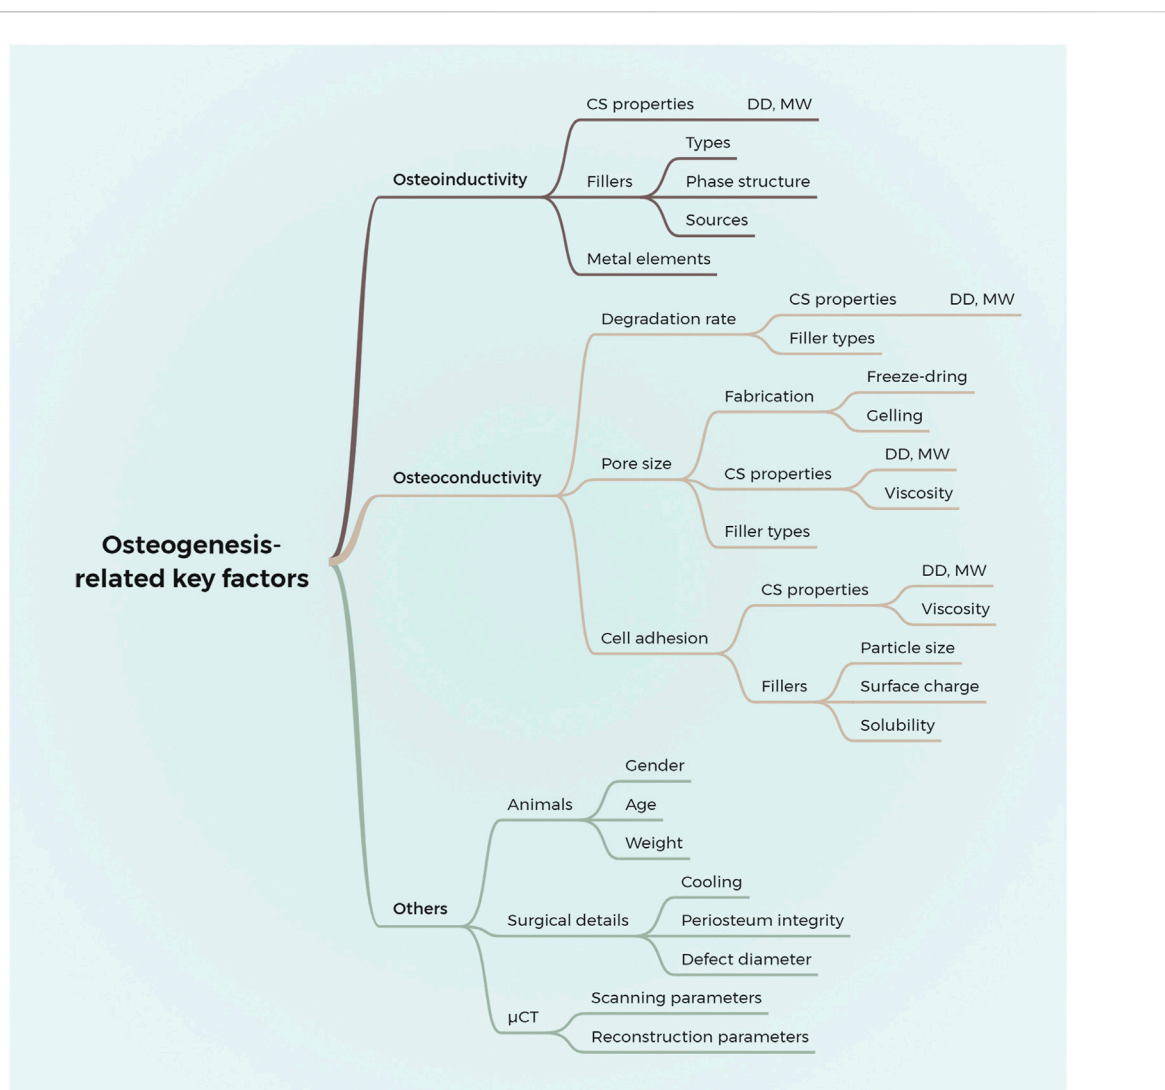 Osteogenesis-
related key factors
Osteoinductivity
CS properties DD, MW
Fillers
Types
Phase structure
Sources
Metal elements
Osteoconductivity
Degradation rate
CS properties DD, MW
Filler types
Pore size
Fabrication
Freeze-dring
Gelling
CS properties
DD, MW
Viscosity
Filler types
Cell adhesion
CS properties
DD, MW
Viscosity
Fillers
Particle size
Surface charge
Solubility
Others
Animals
Gender
Age
Weight
Surgical details
Cooling
Periosteum integrity
Defect diameter
μCT
Scanning parameters
Reconstruction parameters